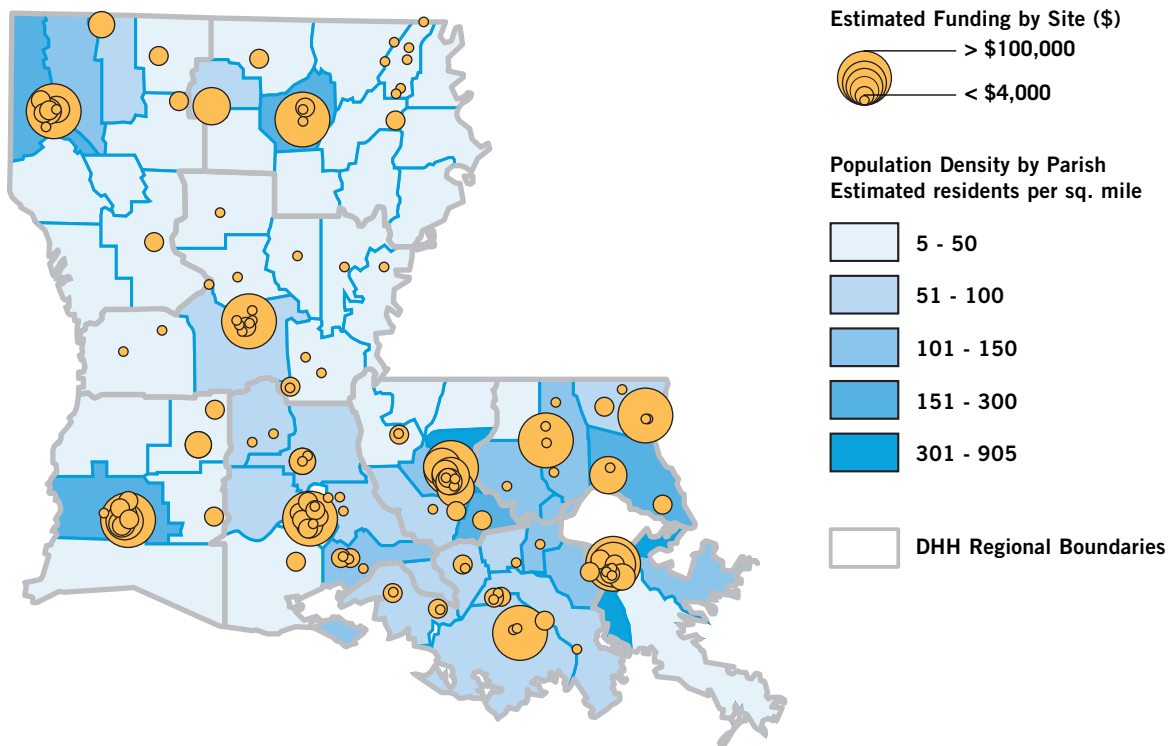 Estimated Funding by Site ($)
> $100,000
< $4,000
Population Density by Parish
Estimated residents per sq. mile
5 - 50
51 - 100
101 - 150
151 - 300
301 - 905
DHH Regional Boundaries